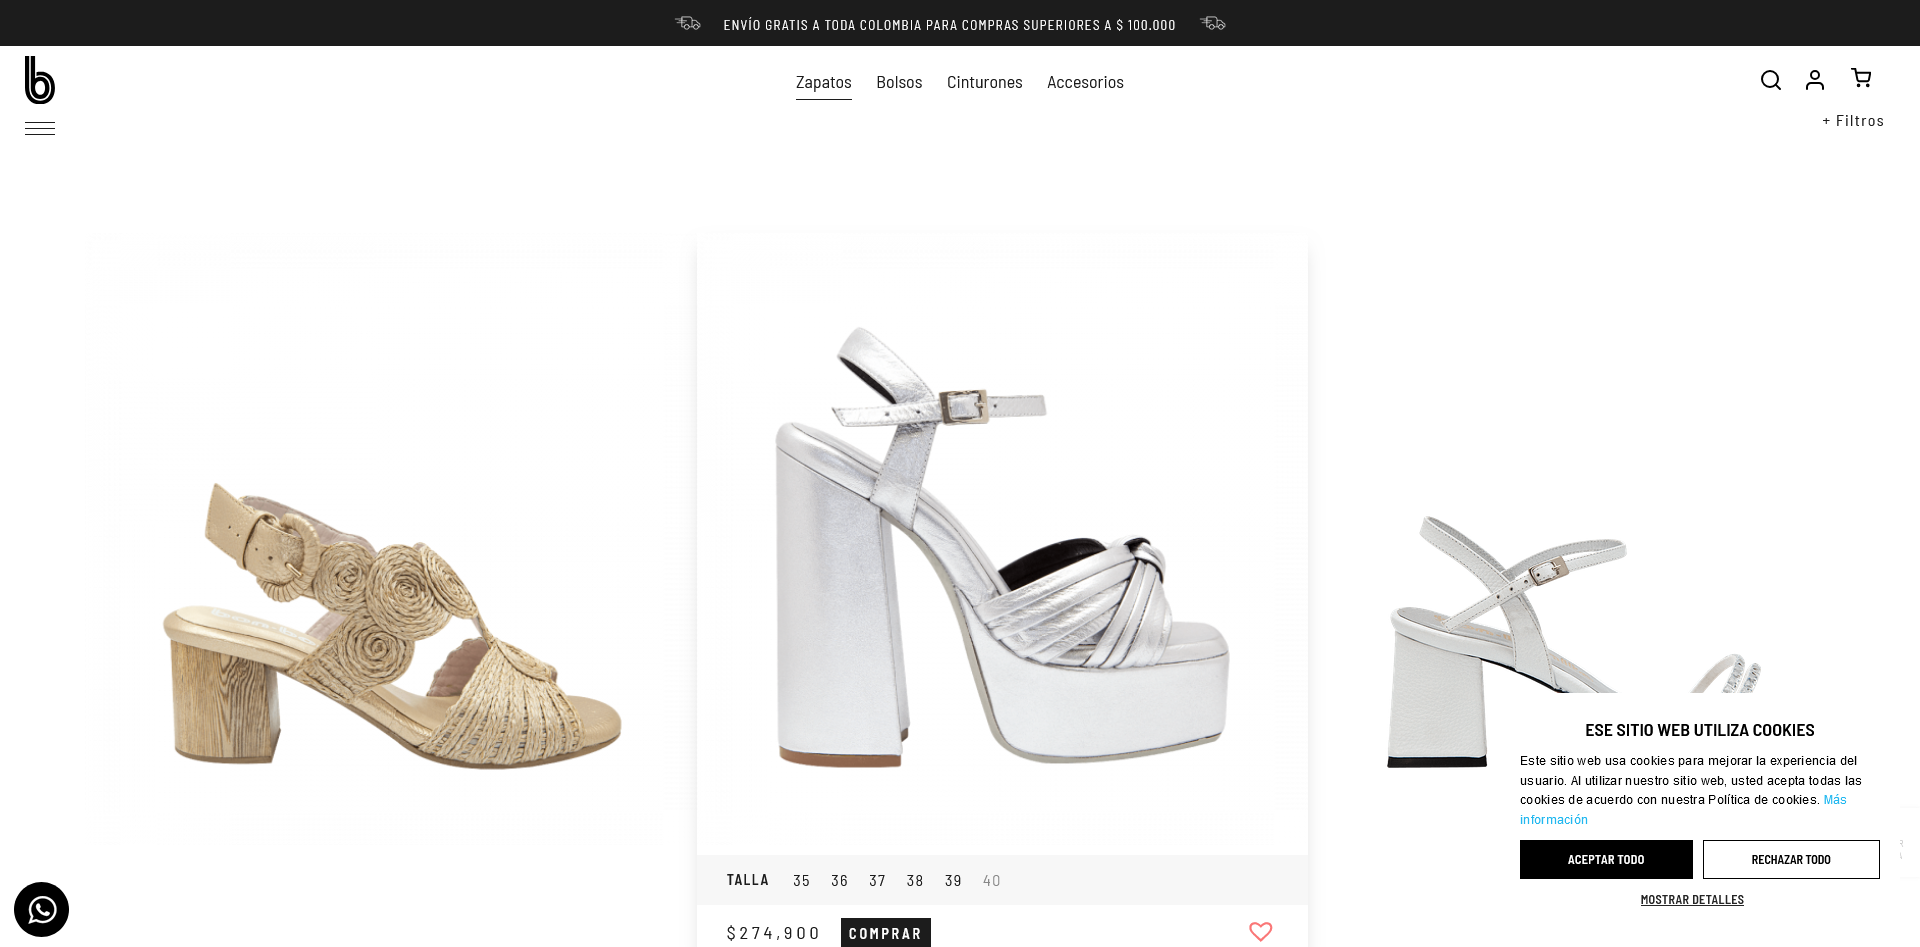 ENVÍO GRATIS A TODA COLOMBIA PARA COMPRAS SUPERIORES A $ 100.000
b
Zapatos Bolsos Cinturones Accesorios
+ Filtros
ESE SITIO WEB UTILIZA COOKIES
Este sitio web usa cookies para mejorar la experiencia del
usuario. Al utilizar nuestro sitio web, usted acepta todas las
cookies de acuerdo con nuestra Política de cookies. Más
información
ACEPTAR TODO RECHAZAR TODO
MOSTRAR DETALLES
TALLA 35 36 37 38 39 40
$274,900 COMPRAR